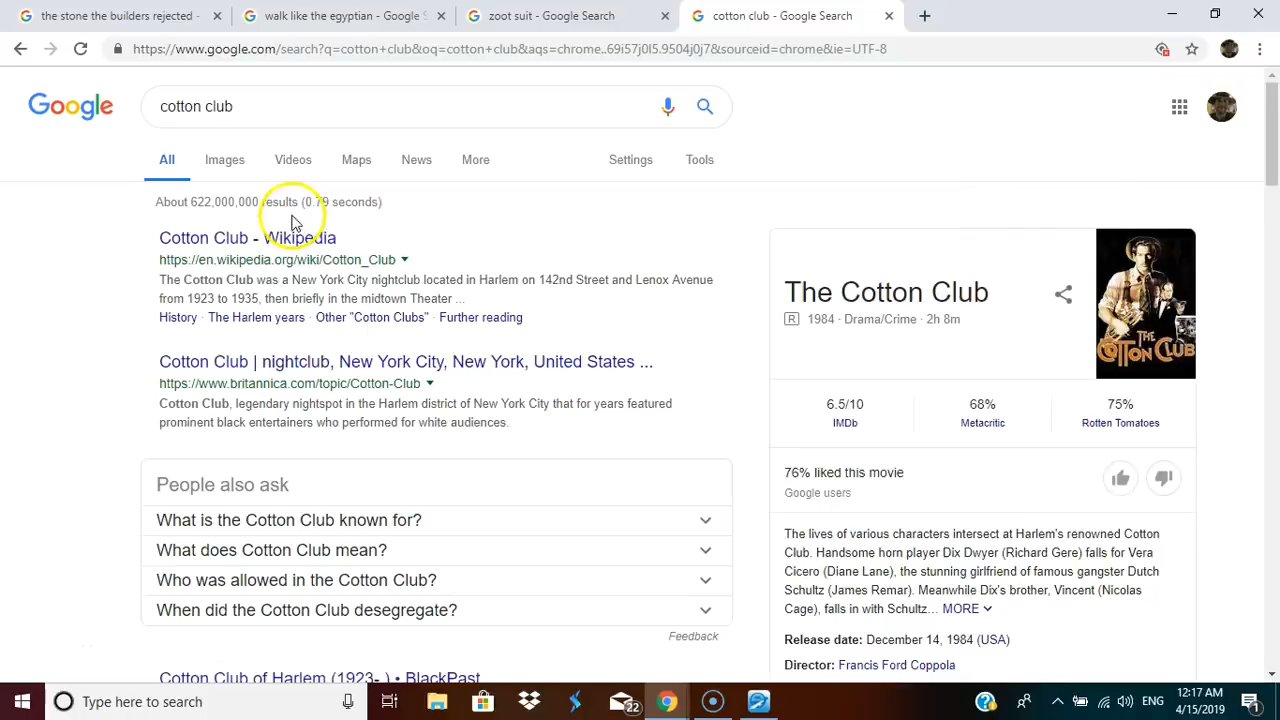 the stone the builders rejected -
walk like the egyptian - Google S
zoot suit - Google Search
cotton club - Google Search
https://www.google.com/search?q=cotton+club&oq=cotton+club&aqs=chrome..69i57j0l5.9504j0j7&sourceid=chrome&ie=UTF-8
Google
cotton club
All
Images
Videos
Maps
News
More
Settings
Tools
About 622,000,000 results (0.79 seconds)
Cotton Club - Wikipedia
https://en.wikipedia.org/wiki/Cotton_Club
The Cotton Club was a New York City nightclub located in Harlem on 142nd Street and Lenox Avenue
from 1923 to 1935, then briefly in the midtown Theater ...
History · The Harlem years · Other "Cotton Clubs" · Further reading
Cotton Club | nightclub, New York City, New York, United States ...
https://www.britannica.com/topic/Cotton-Club
Cotton Club, legendary nightspot in the Harlem district of New York City that for years featured
prominent black entertainers who performed for white audiences.
People also ask
What is the Cotton Club known for?
What does Cotton Club mean?
Who was allowed in the Cotton Club?
When did the Cotton Club desegregate?
Feedback
Cotton Club of Harlem (1923- ) • BlackPast
The Cotton Club
R 1984 · Drama/Crime · 2h 8m
THE COTTON CLUB
6.5/10
IMDb
68%
Metacritic
75%
Rotten Tomatoes
76% liked this movie
Google users
The lives of various characters intersect at Harlem's renowned Cotton
Club. Handsome horn player Dix Dwyer (Richard Gere) falls for Vera
Cicero (Diane Lane), the stunning girlfriend of famous gangster Dutch
Schultz (James Remar). Meanwhile Dix's brother, Vincent (Nicolas
Cage), falls in with Schultz... MORE
Release date: December 14, 1984 (USA)
Director: Francis Ford Coppola
Type here to search
22
ENG
12:17 AM
4/15/2019
1